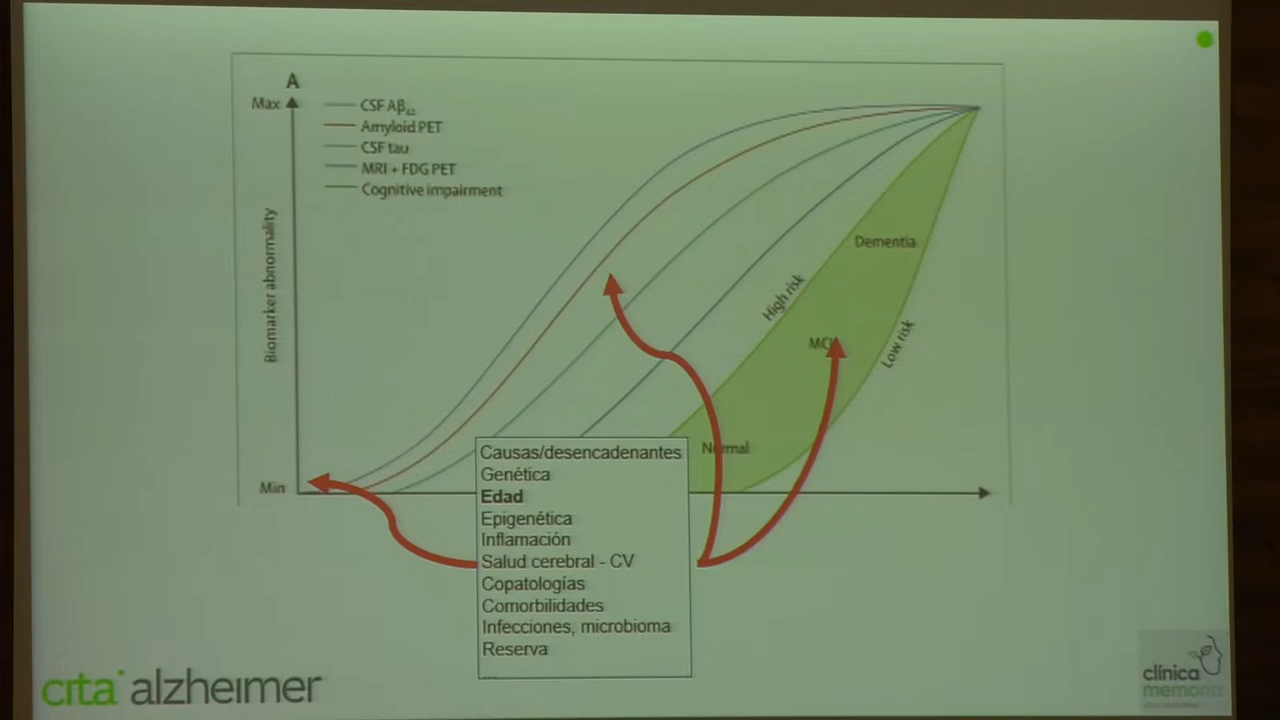 A
Max
CSF Aβ42
Amyloid PET
CSF tau
MRI + FDG PET
Cognitive impairment
Biomarker abnormality
Dementia
High risk
MCI
Low risk
Normal
Min
Causas/desencadenantes
Genética
Edad
Epigenética
Inflamación
Salud cerebral - CV
Copatologías
Comorbilidades
Infecciones, microbioma
Reserva
...
cita alzheimer
clínica
memoria